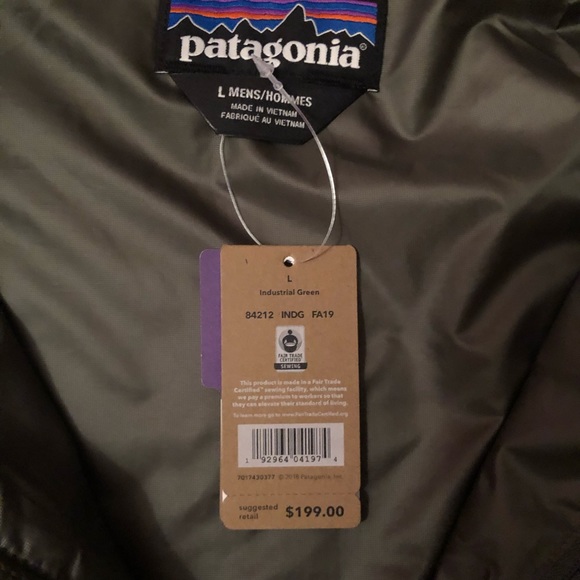 patagonia®
L MENS/HOMMES
MADE IN VIETNAM
FABRIQUÉ AU VIETNAM
L
Industrial Green
84212 INDG FA19
FAIR TRADE
CERTIFIED
SEWING
This product is made in a Fair Trade
Certified™ sewing facility, which means
we pay a premium to workers so that
they can elevate their standard of living.
To learn more go to www.FairTradeCertified.org
1 92964 04197 4
7017430377 © 2018 Patagonia, Inc.
suggested
retail $199.00